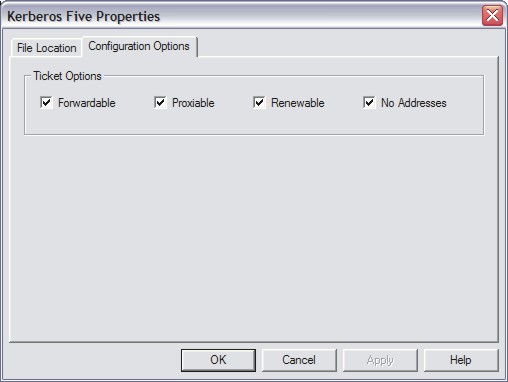 Kerberos Five Properties
File Location Configuration Options
Ticket Options
Forwardable Proxiable Renewable No Addresses
OK Cancel Apply Help